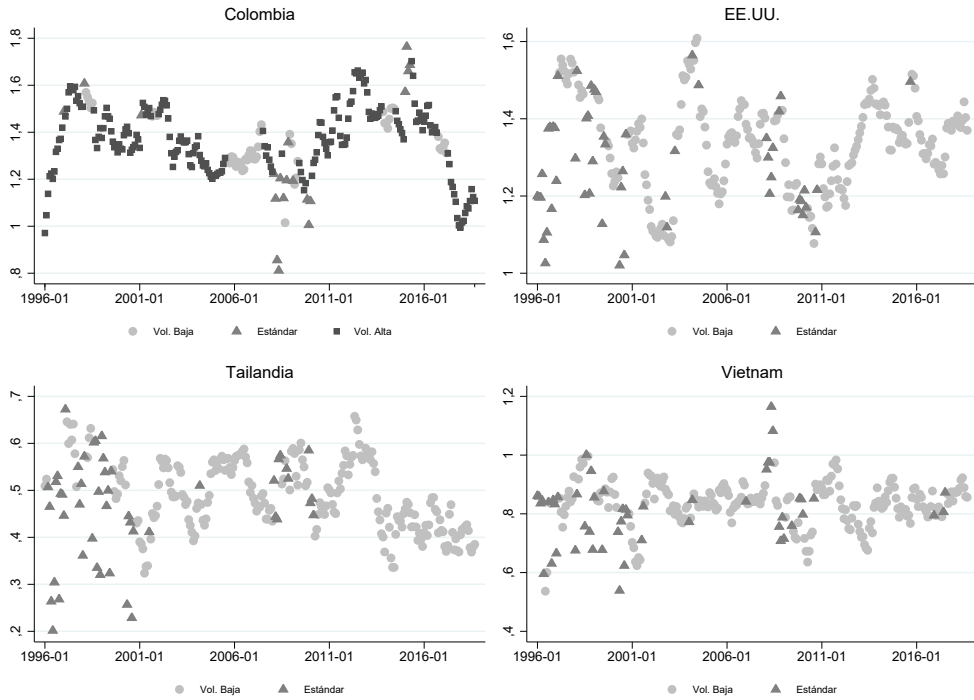 Colombia
1,8
1,6
1,4
1,2
1
,8
1996-01 2001-01 2006-01 2011-01 2016-01
Vol. Baja Estándar Vol. Alta
EE.UU.
1,6
1,4
1,2
1
1996-01 2001-01 2006-01 2011-01 2016-01
Vol. Baja Estándar
Tailandia
,7
,6
,5
,4
,3
,2
1996-01 2001-01 2006-01 2011-01 2016-01
Vol. Baja Estándar
Vietnam
1,2
1
,8
,6
,4
1996-01 2001-01 2006-01 2011-01 2016-01
Vol. Baja Estándar